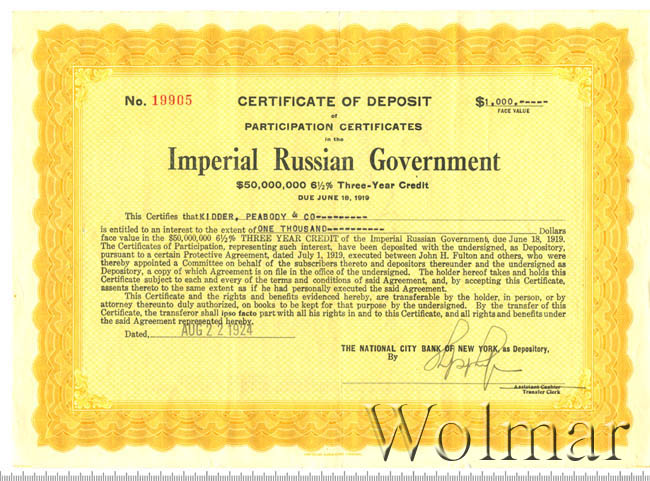 No. 19905
CERTIFICATE OF DEPOSIT
$1,000.-----
FACE VALUE
of
PARTICIPATION CERTIFICATES
in the
Imperial Russian Government
$50,000,000 6½% Three-Year Credit
DUE JUNE 18, 1919
This Certifies that KIDDER, PEABODY & CO---------
is entitled to an interest to the extent of ONE THOUSAND---------- Dollars
face value in the $50,000,000 6½% THREE YEAR CREDIT of the Imperial Russian Government, due June 18, 1919.
The Certificates of Participation, representing such interest, have been deposited with the undersigned, as Depository,
pursuant to a certain Protective Agreement, dated July 1, 1919, executed between John H. Fulton and others, who were
thereby appointed a Committee on behalf of the subscribers thereto and depositors thereunder and the undersigned as
Depository, a copy of which Agreement is on file in the office of the undersigned. The holder hereof takes and holds this
Certificate subject to each and every of the terms and conditions of said Agreement, and, by accepting this Certificate,
assents thereto to the same extent as if he had personally executed the said Agreement.
This Certificate and the rights and benefits evidenced hereby, are transferable by the holder, in person, or by
attorney thereunto duly authorized, on books to be kept for that purpose by the undersigned. By the transfer of this
Certificate, the transferor shall ipso facto part with all his rights in and to this Certificate, and all rights and benefits under
the said Agreement represented hereby.
Dated, AUG 22 1924
THE NATIONAL CITY BANK OF NEW YORK, as Depository,
By
Assistant Cashier
Transfer Clerk
Wolmar